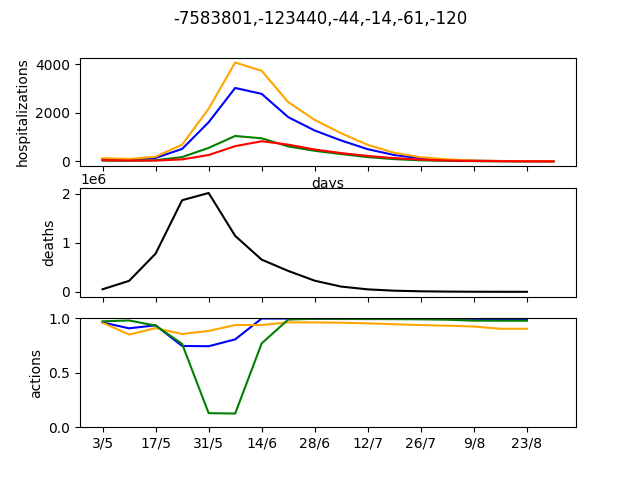 -7583801,-123440,-44,-14,-61,-120
hospitalizations
4000
2000
0
days
1e6
deaths
2
1
0
actions
1.0
0.5
0.0
3/5 17/5 31/5 14/6 28/6 12/7 26/7 9/8 23/8